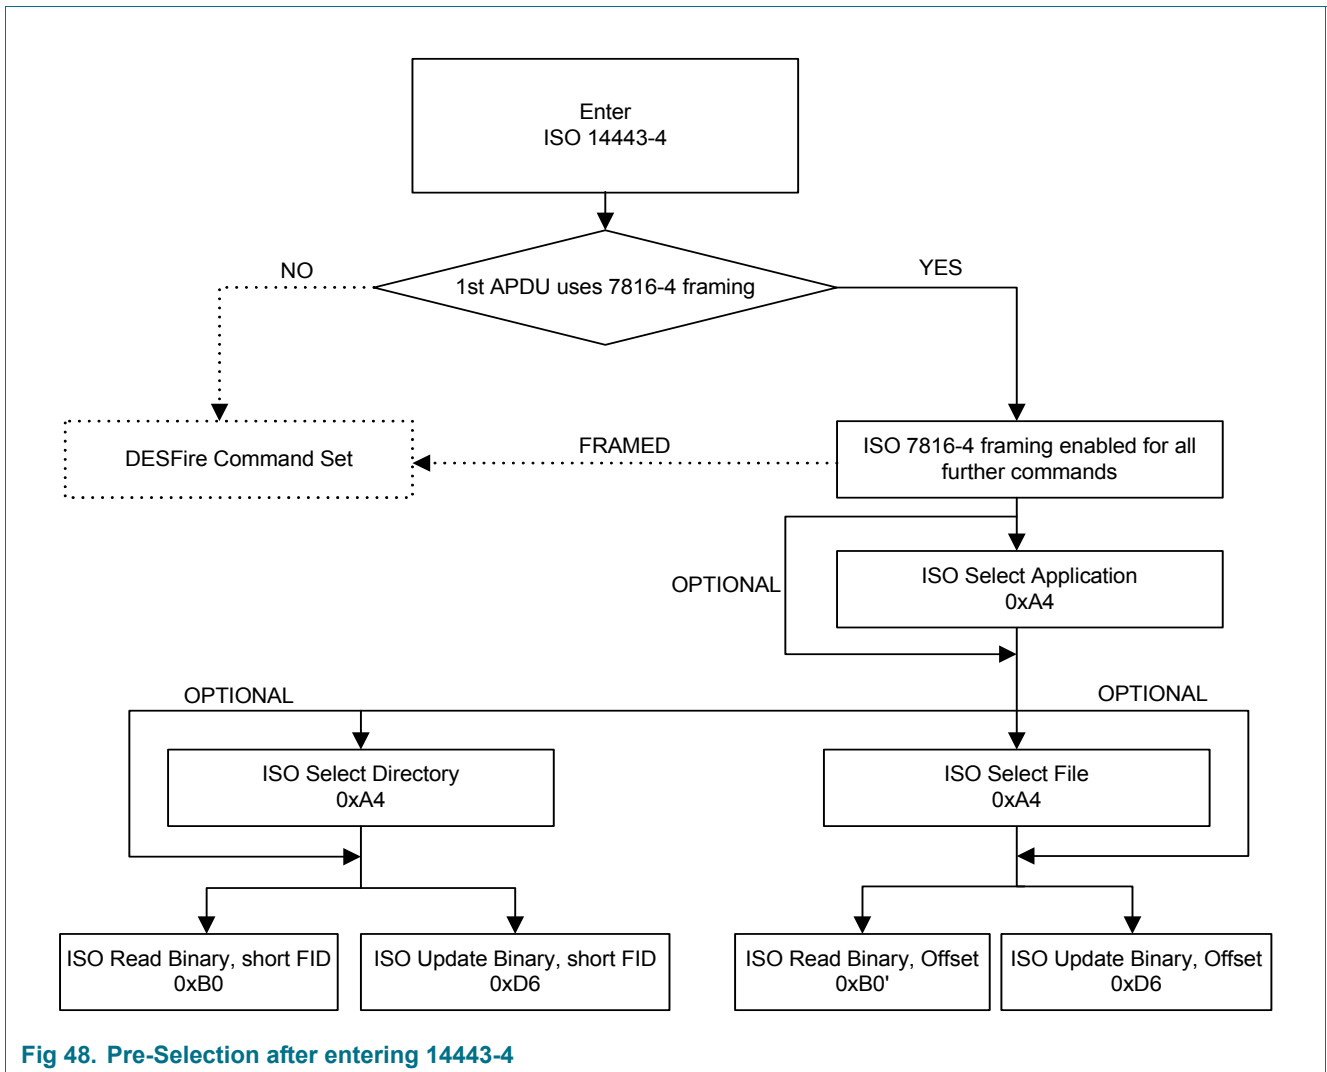 Enter
ISO 14443-4
NO
YES
1st APDU uses 7816-4 framing
DESFire Command Set
FRAMED
ISO 7816-4 framing enabled for all
further commands
OPTIONAL
ISO Select Application
0xA4
OPTIONAL
OPTIONAL
ISO Select Directory
0xA4
ISO Select File
0xA4
ISO Read Binary, short FID
0xB0
ISO Update Binary, short FID
0xD6
ISO Read Binary, Offset
0xB0'
ISO Update Binary, Offset
0xD6
Fig 48. Pre-Selection after entering 14443-4